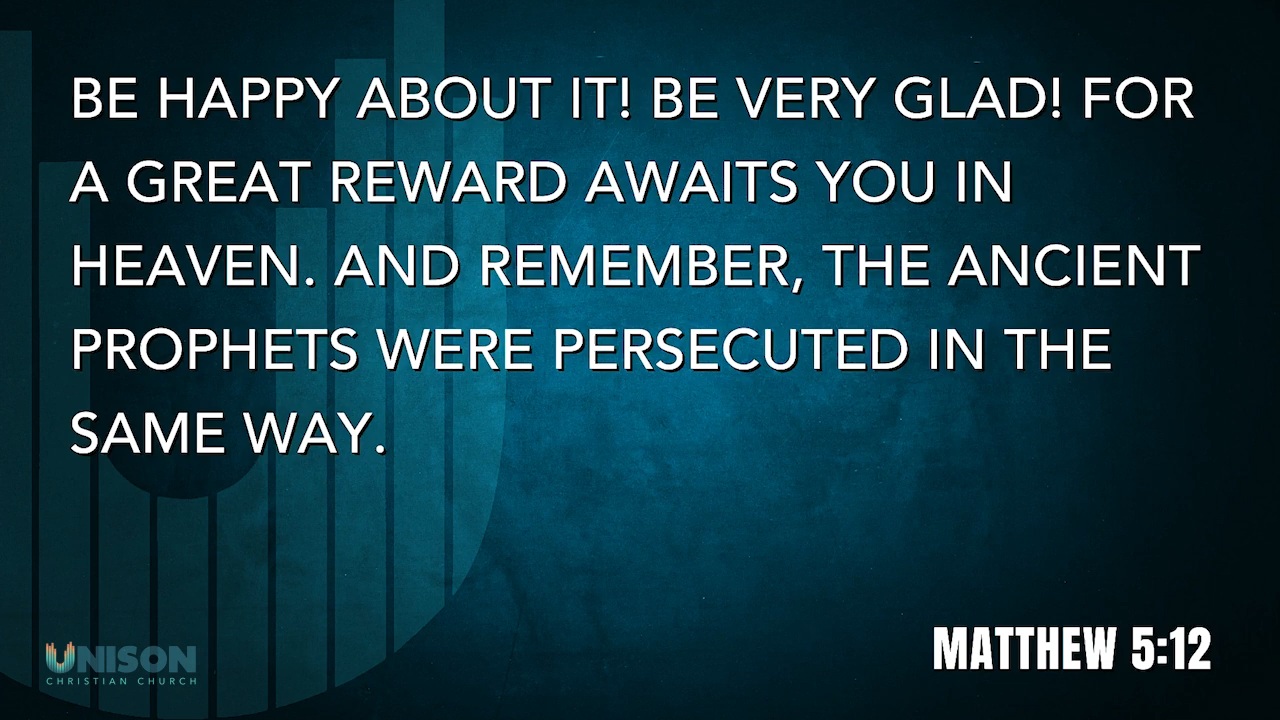 BE HAPPY ABOUT IT! BE VERY GLAD! FOR
A GREAT REWARD AWAITS YOU IN
HEAVEN. AND REMEMBER, THE ANCIENT
PROPHETS WERE PERSECUTED IN THE
SAME WAY.
MATTHEW 5:12
UNISON
CHRISTIAN CHURCH